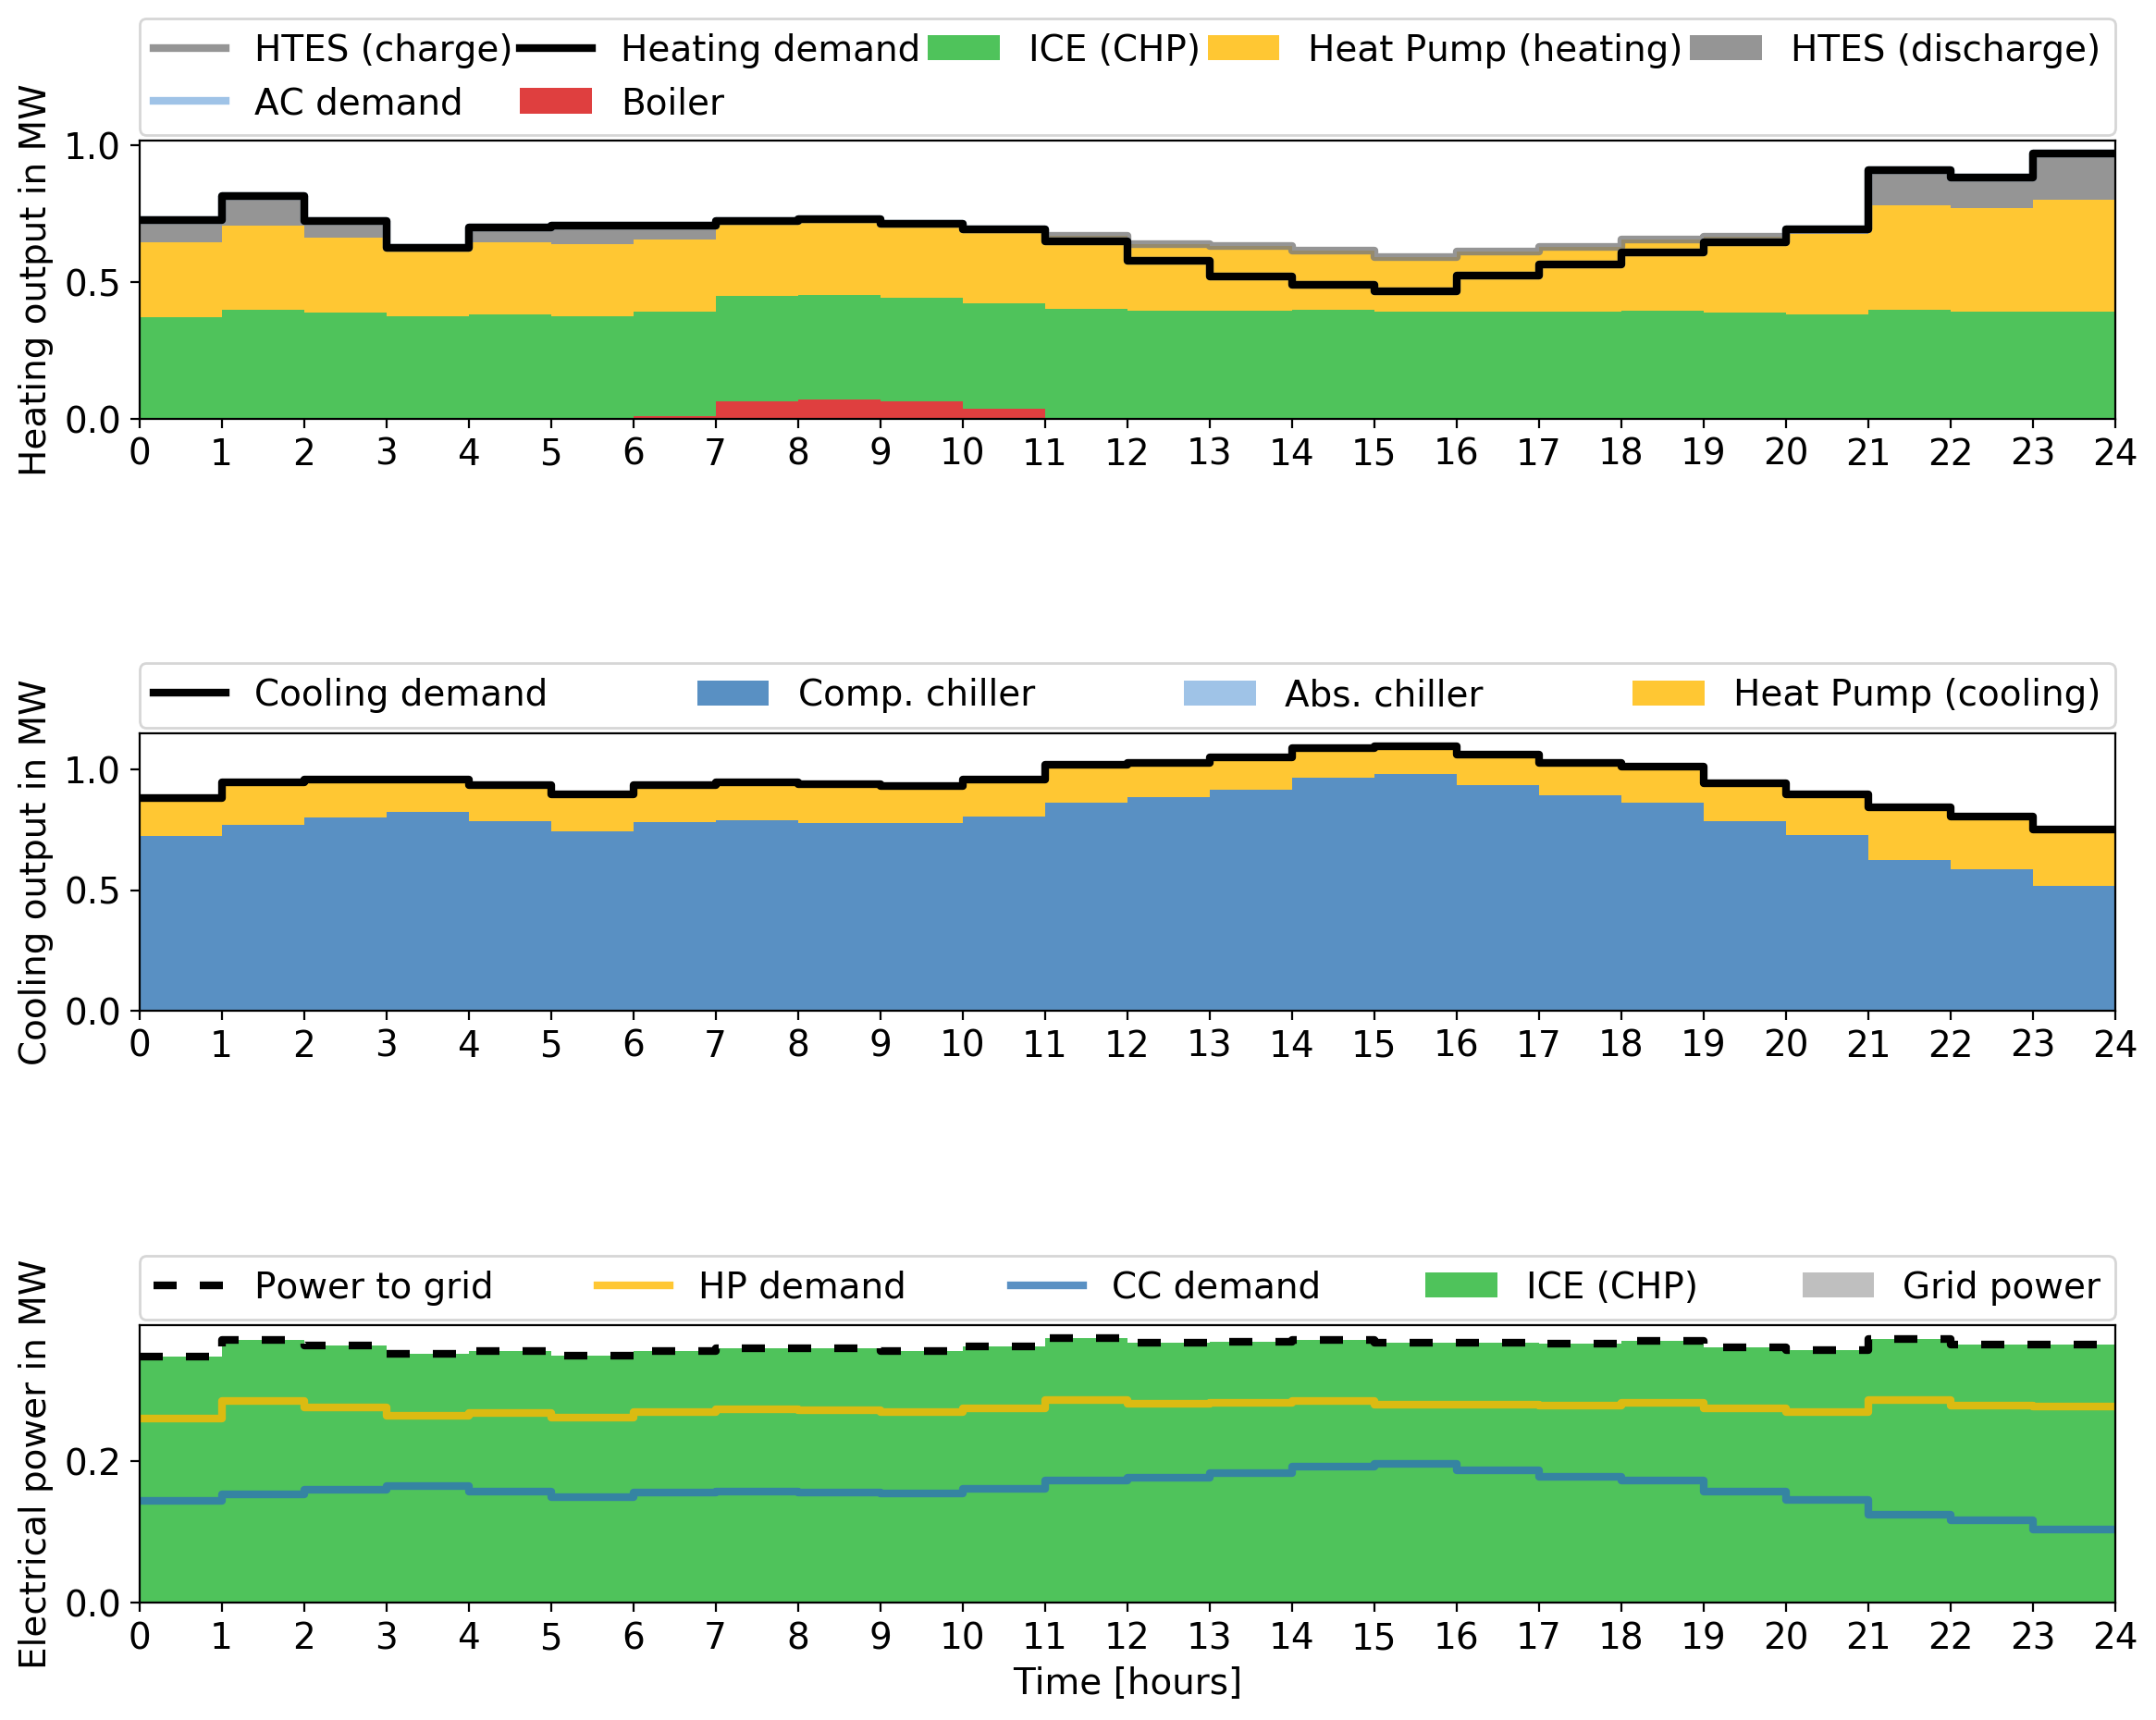 HTES (charge) Heating demand ICE (CHP) Heat Pump (heating) HTES (discharge)
AC demand Boiler
Heating output in MW
1.0
0.5
0.0
0 1 2 3 4 5 6 7 8 9 10 11 12 13 14 15 16 17 18 19 20 21 22 23 24
Cooling demand Comp. chiller Abs. chiller Heat Pump (cooling)
Cooling output in MW
1.0
0.5
0.0
0 1 2 3 4 5 6 7 8 9 10 11 12 13 14 15 16 17 18 19 20 21 22 23 24
Power to grid HP demand CC demand ICE (CHP) Grid power
Electrical power in MW
0.2
0.0
0 1 2 3 4 5 6 7 8 9 10 11 12 13 14 15 16 17 18 19 20 21 22 23 24
Time [hours]